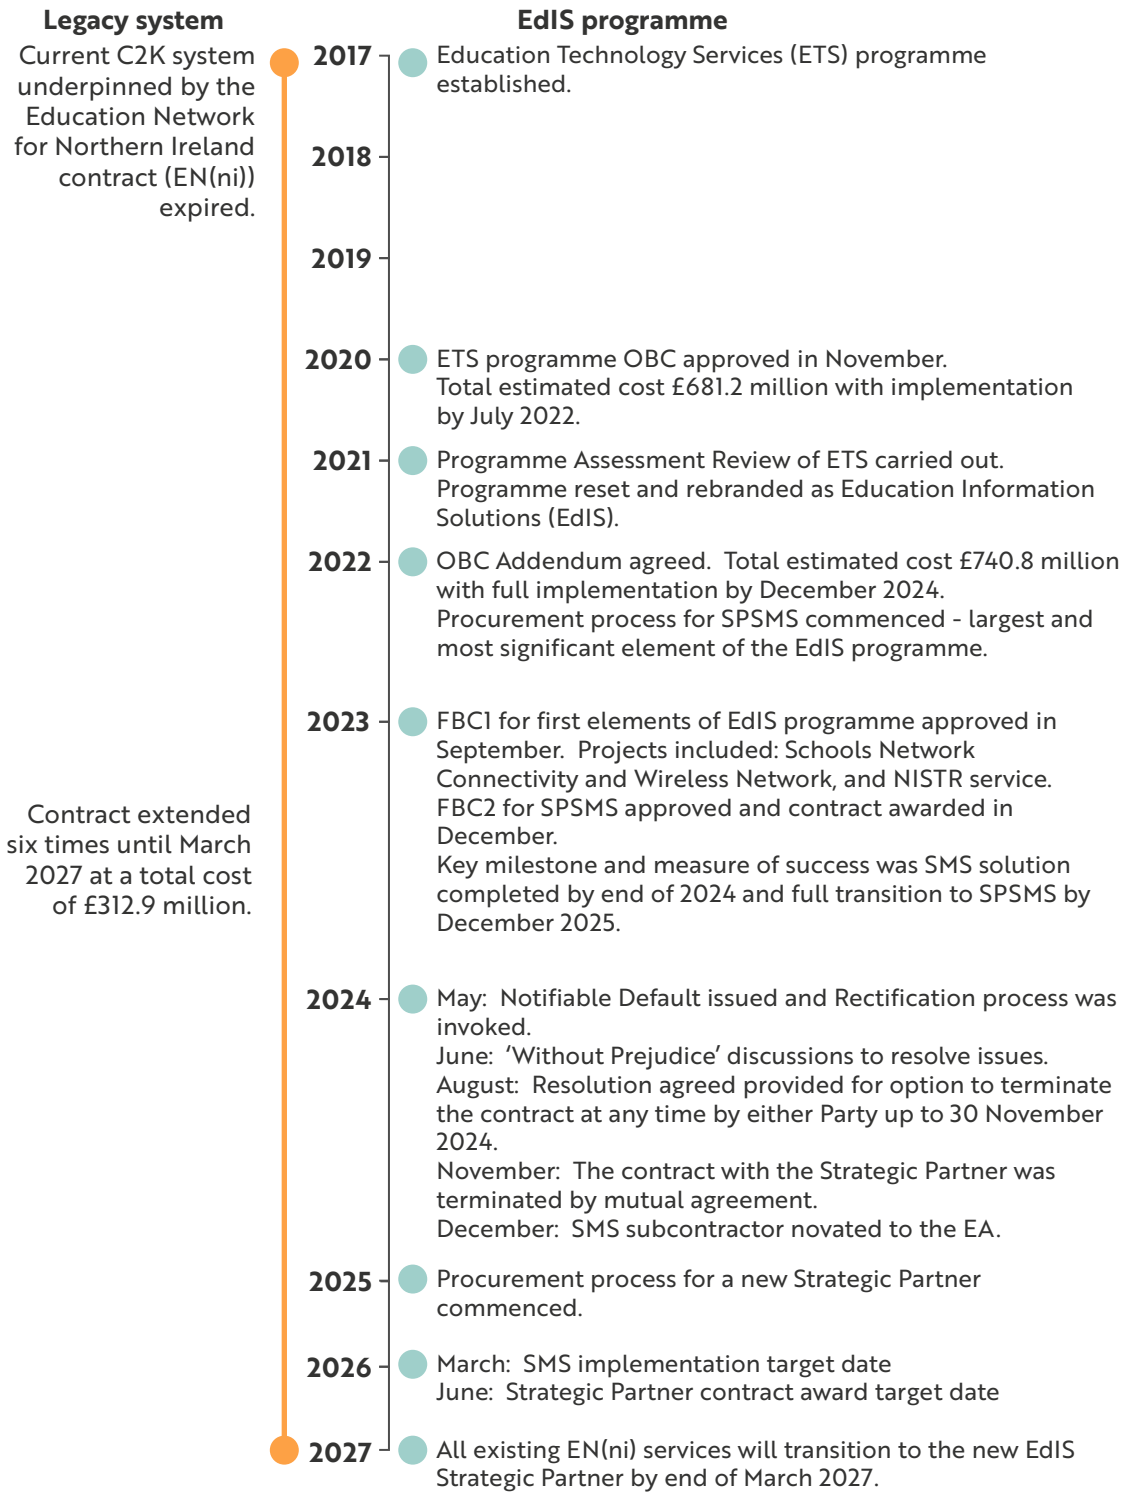 Legacy system
Current C2K system
underpinned by the
Education Network
for Northern Ireland
contract (EN(ni))
expired.
Contract extended
six times until March
2027 at a total cost
of £312.9 million.
EdIS programme
2017
Education Technology Services (ETS) programme
established.
2018
2019
2020
ETS programme OBC approved in November.
Total estimated cost £681.2 million with implementation
by July 2022.
2021
Programme Assessment Review of ETS carried out.
Programme reset and rebranded as Education Information
Solutions (EdIS).
2022
OBC Addendum agreed.  Total estimated cost £740.8 million
with full implementation by December 2024.
Procurement process for SPSMS commenced - largest and
most significant element of the EdIS programme.
2023
FBC1 for first elements of EdIS programme approved in
September.  Projects included: Schools Network
Connectivity and Wireless Network, and NISTR service.
FBC2 for SPSMS approved and contract awarded in
December.
Key milestone and measure of success was SMS solution
completed by end of 2024 and full transition to SPSMS by
December 2025.
2024
May:  Notifiable Default issued and Rectification process was
invoked.
June:  ‘Without Prejudice’ discussions to resolve issues.
August:  Resolution agreed provided for option to terminate
the contract at any time by either Party up to 30 November
2024.
November:  The contract with the Strategic Partner was
terminated by mutual agreement.
December:  SMS subcontractor novated to the EA.
2025
Procurement process for a new Strategic Partner
commenced.
2026
March:  SMS implementation target date
June:  Strategic Partner contract award target date
2027
All existing EN(ni) services will transition to the new EdIS
Strategic Partner by end of March 2027.